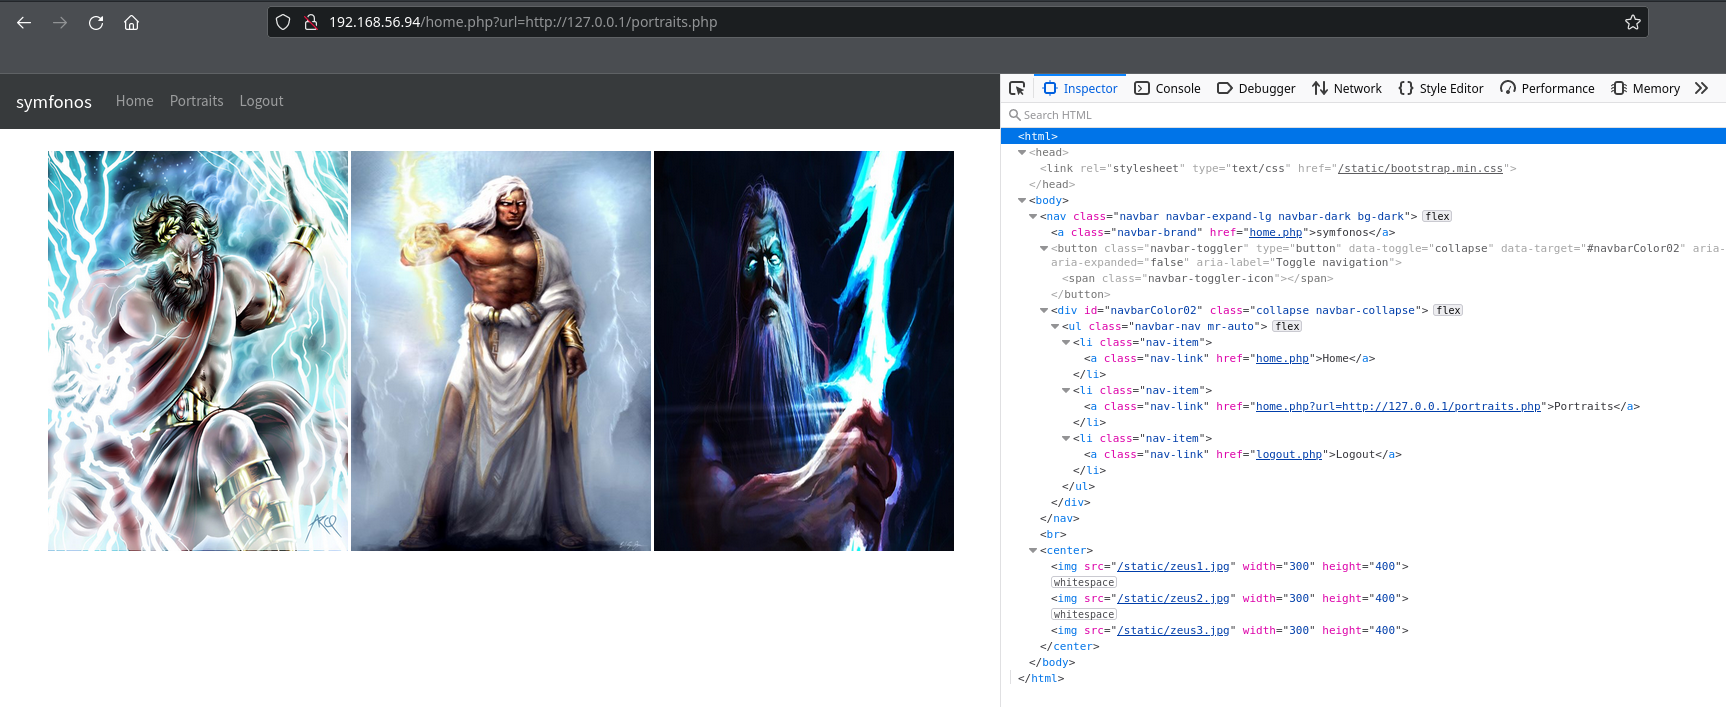 192.168.56.94/home.php?url=http://127.0.0.1/portraits.php
symfonos Home Portraits Logout
Inspector Console Debugger Network Style Editor Performance Memory
Search HTML
<html>
<head>
<link rel="stylesheet" type="text/css" href="/static/bootstrap.min.css">
</head>
<body>
<nav class="navbar navbar-expand-lg navbar-dark bg-dark"> flex
<a class="navbar-brand" href="home.php">symfonos</a>
<button class="navbar-toggler" type="button" data-toggle="collapse" data-target="#navbarColor02" aria-
aria-expanded="false" aria-label="Toggle navigation">
<span class="navbar-toggler-icon"></span>
</button>
<div id="navbarColor02" class="collapse navbar-collapse"> flex
<ul class="navbar-nav mr-auto"> flex
<li class="nav-item">
<a class="nav-link" href="home.php">Home</a>
</li>
<li class="nav-item">
<a class="nav-link" href="home.php?url=http://127.0.0.1/portraits.php">Portraits</a>
</li>
<li class="nav-item">
<a class="nav-link" href="logout.php">Logout</a>
</li>
</ul>
</div>
</nav>
<br>
<center>
<img src="/static/zeus1.jpg" width="300" height="400">
whitespace
<img src="/static/zeus2.jpg" width="300" height="400">
whitespace
<img src="/static/zeus3.jpg" width="300" height="400">
</center>
</body>
</html>